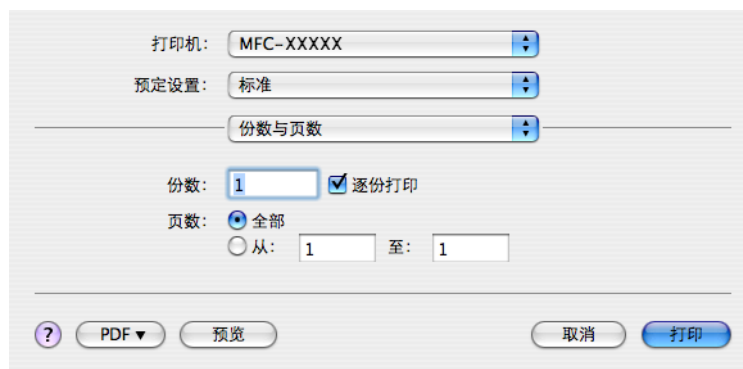 打印机: MFC-XXXXX
预定设置: 标准
份数与页数
份数: 1 逐份打印
页数: 全部
从: 1 至: 1
? PDF▼ 预览 取消 打印